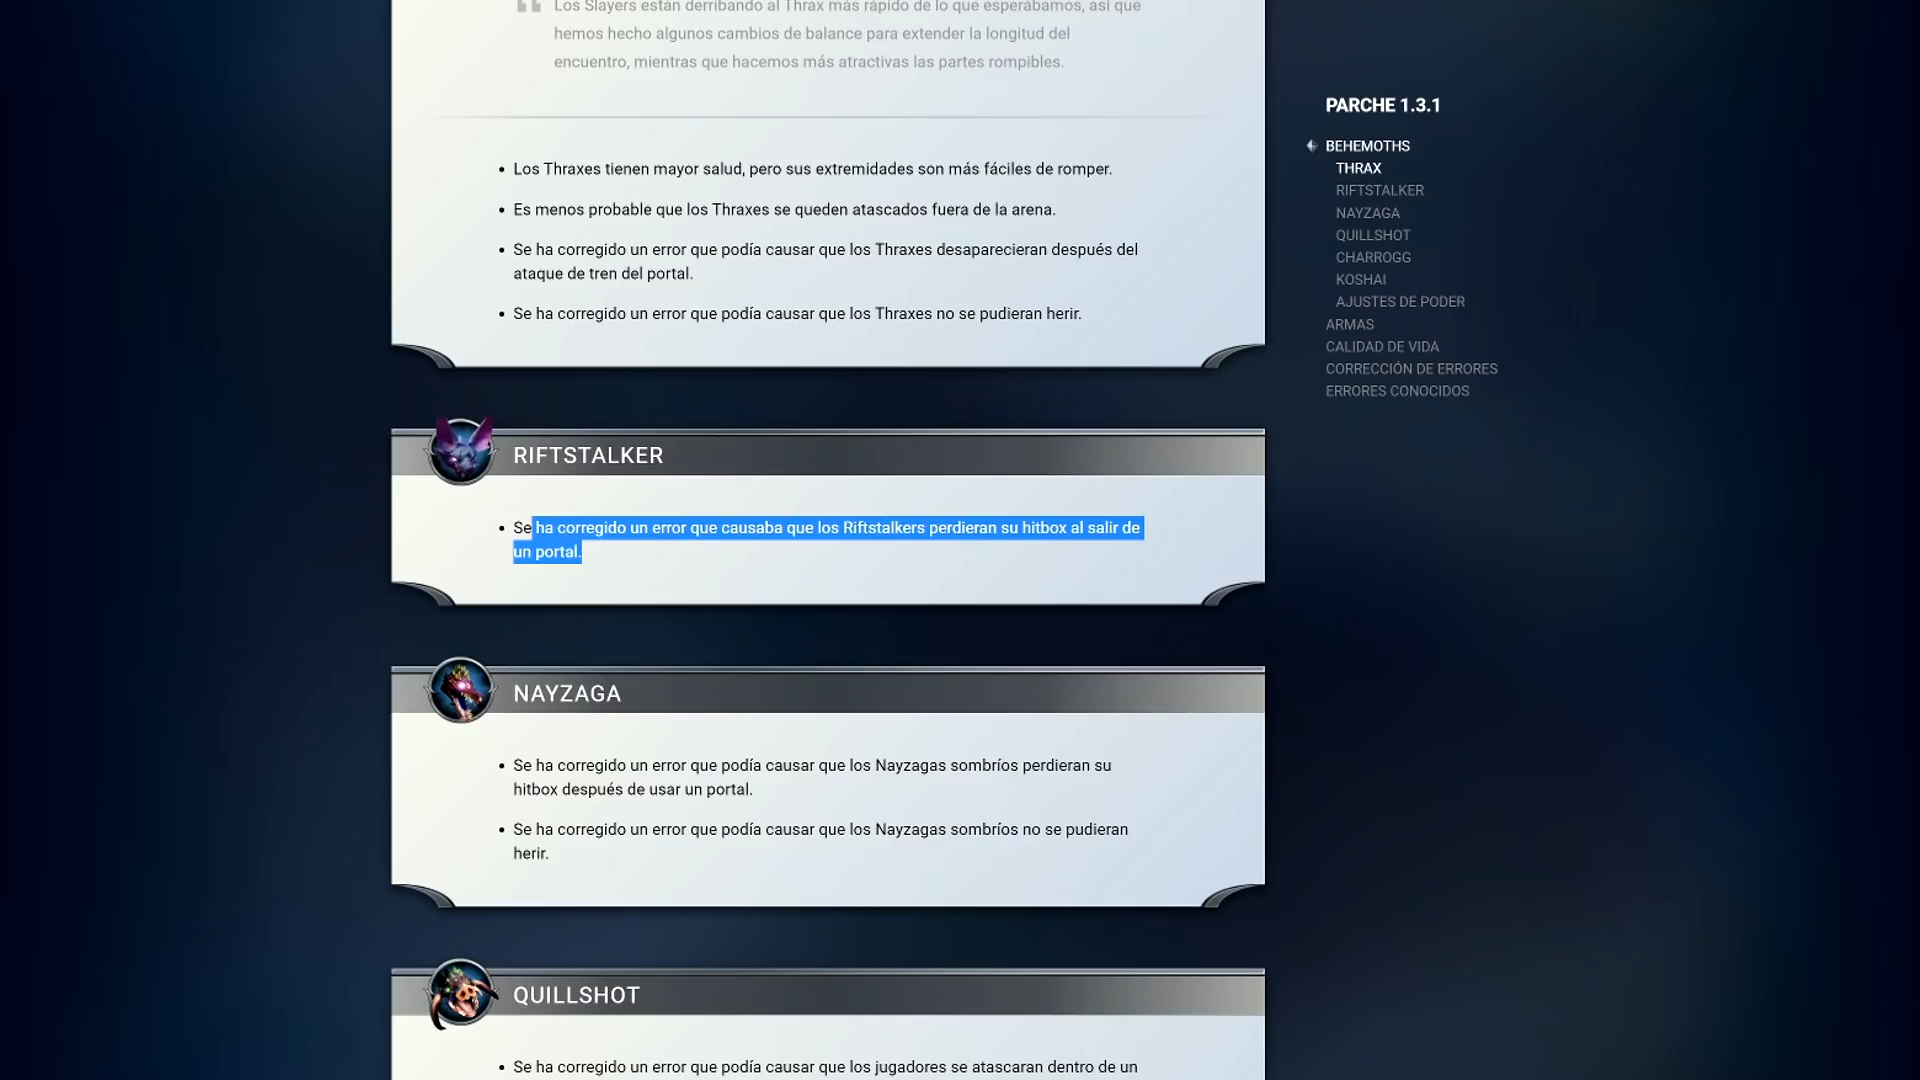 Los Slayers están derribando al Thrax más rápido de lo que esperábamos, así que
hemos hecho algunos cambios de balance para extender la longitud del
encuentro, mientras que hacemos más atractivas las partes rompibles.
• Los Thraxes tienen mayor salud, pero sus extremidades son más fáciles de romper.
• Es menos probable que los Thraxes se queden atascados fuera de la arena.
• Se ha corregido un error que podía causar que los Thraxes desaparecieran después del
ataque de tren del portal.
• Se ha corregido un error que podía causar que los Thraxes no se pudieran herir.
RIFTSTALKER
• Se ha corregido un error que causaba que los Riftstalkers perdieran su hitbox al salir de
un portal.
NAYZAGA
• Se ha corregido un error que podía causar que los Nayzagas sombríos perdieran su
hitbox después de usar un portal.
• Se ha corregido un error que podía causar que los Nayzagas sombríos no se pudieran
herir.
QUILLSHOT
• Se ha corregido un error que podía causar que los jugadores se atascaran dentro de un
PARCHE 1.3.1
BEHEMOTHS
THRAX
RIFTSTALKER
NAYZAGA
QUILLSHOT
CHARROGG
KOSHAI
AJUSTES DE PODER
ARMAS
CALIDAD DE VIDA
CORRECCIÓN DE ERRORES
ERRORES CONOCIDOS